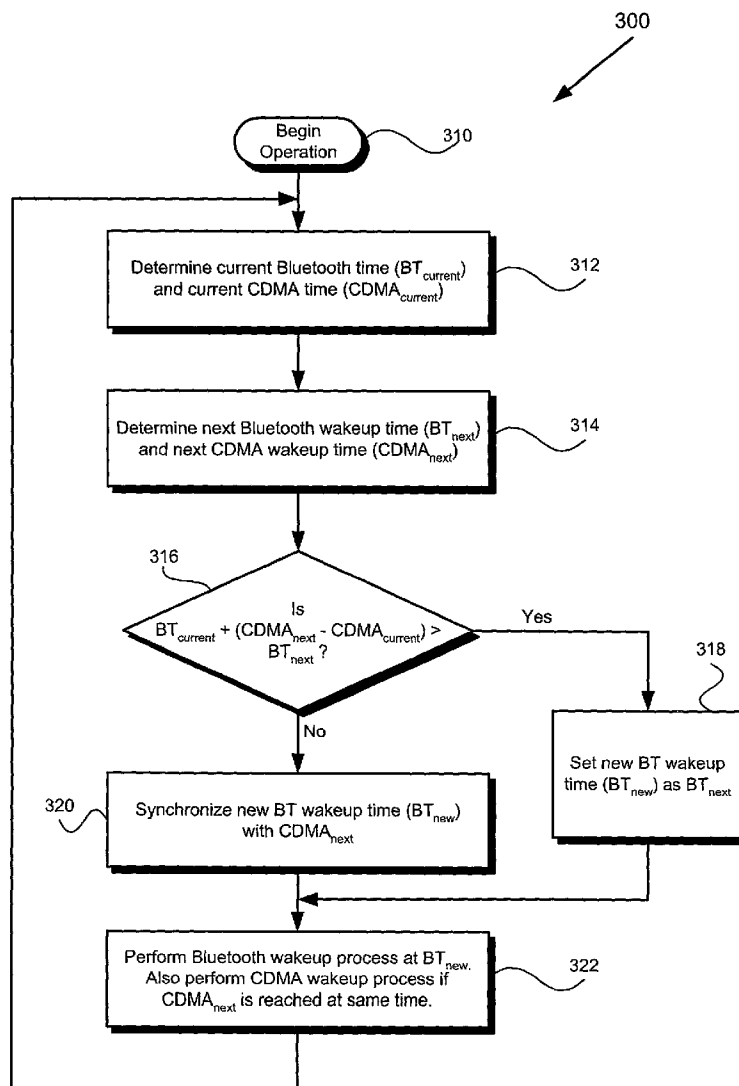 300
Begin
Operation
310
Determine current Bluetooth time (BTcurrent)
and current CDMA time (CDMAcurrent)
312
Determine next Bluetooth wakeup time (BTnext)
and next CDMA wakeup time (CDMAnext)
314
316
Is
BTcurrent + (CDMAnext - CDMAcurrent) >
BTnext ?
Yes
No
318
Set new BT wakeup
time (BTnew) as BTnext
320
Synchronize new BT wakeup time (BTnew)
with CDMAnext
Perform Bluetooth wakeup process at BTnew.
Also perform CDMA wakeup process if
CDMAnext is reached at same time.
322